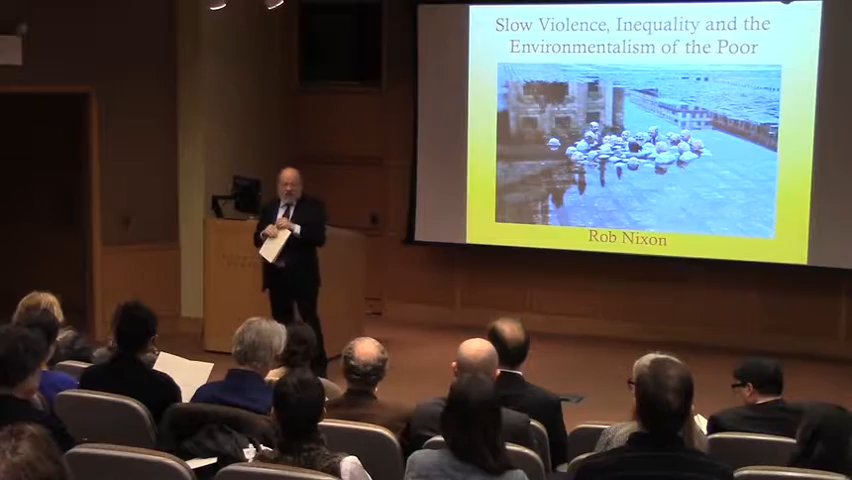 Slow Violence, Inequality and the
Environmentalism of the Poor
Rob Nixon